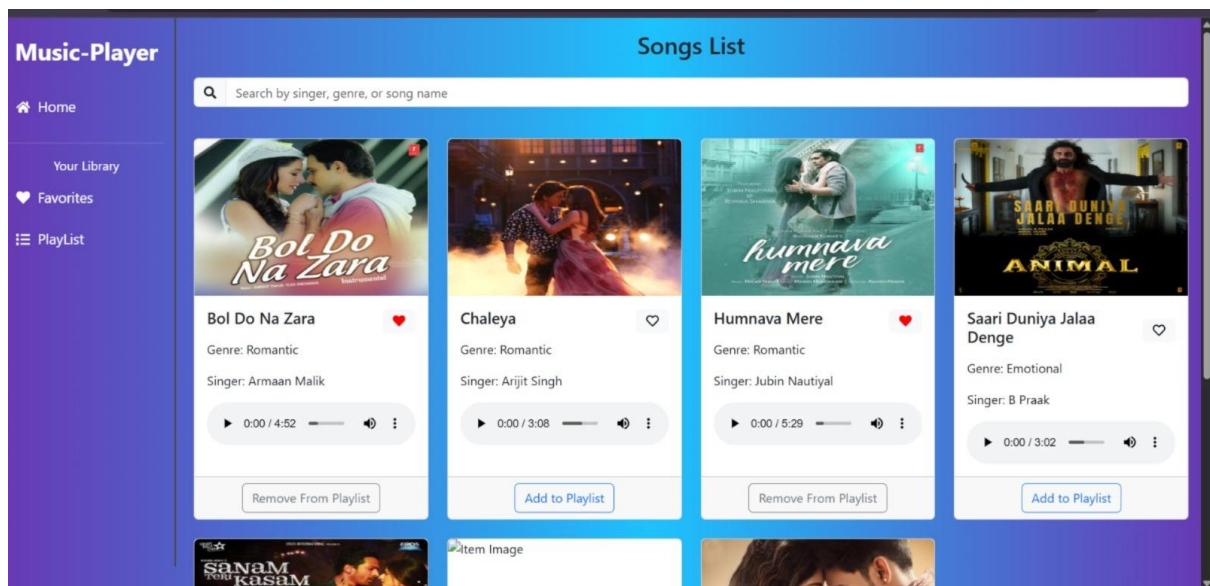 Music-Player
Home
Your Library
Favorites
PlayList
Songs List
Search by singer, genre, or song name
Bol Do
Na Zara
Instrumental
Bol Do Na Zara
Genre: Romantic
Singer: Armaan Malik
0:00 / 4:52
Remove From Playlist
Chaleya
Genre: Romantic
Singer: Arijit Singh
0:00 / 3:08
Add to Playlist
humnava
mere
Humnava Mere
Genre: Romantic
Singer: Jubin Nautiyal
0:00 / 5:29
Remove From Playlist
SAARI DUNIYA
JALAA DENGE
ANIMAL
Saari Duniya Jalaa
Denge
Genre: Emotional
Singer: B Praak
0:00 / 3:02
Add to Playlist
SANAM
TERI KASAM
Item Image